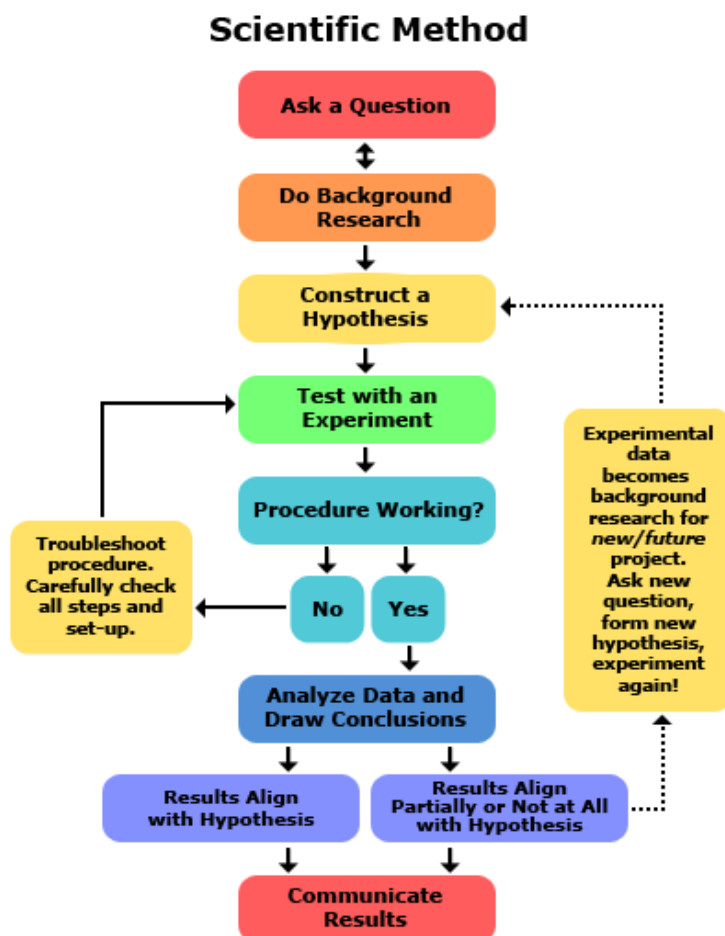 Scientific Method
Ask a Question
Do Background
Research
Construct a
Hypothesis
Test with an
Experiment
Procedure Working?
No
Yes
Troubleshoot
procedure.
Carefully check
all steps and
set-up.
Analyze Data and
Draw Conclusions
Results Align
with Hypothesis
Results Align
Partially or Not at All
with Hypothesis
Experimental
data
becomes
background
research for
new/future
project.
Ask new
question,
form new
hypothesis,
experiment
again!
Communicate
Results